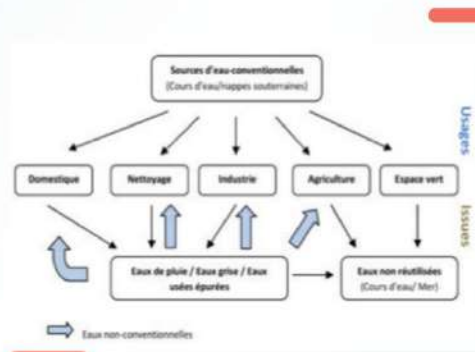 Sources d'eau-conventionnelles
(Cours d'eau/nappes souterraines)
Usages
Domestique
Nettoyage
Industrie
Agriculture
Espace vert
Issues
Eaux de pluie / Eaux grise / Eaux
usées épurées
Eaux non réutilisées
(Cours d'eau/ Mer)
Eaux non-conventionnelles